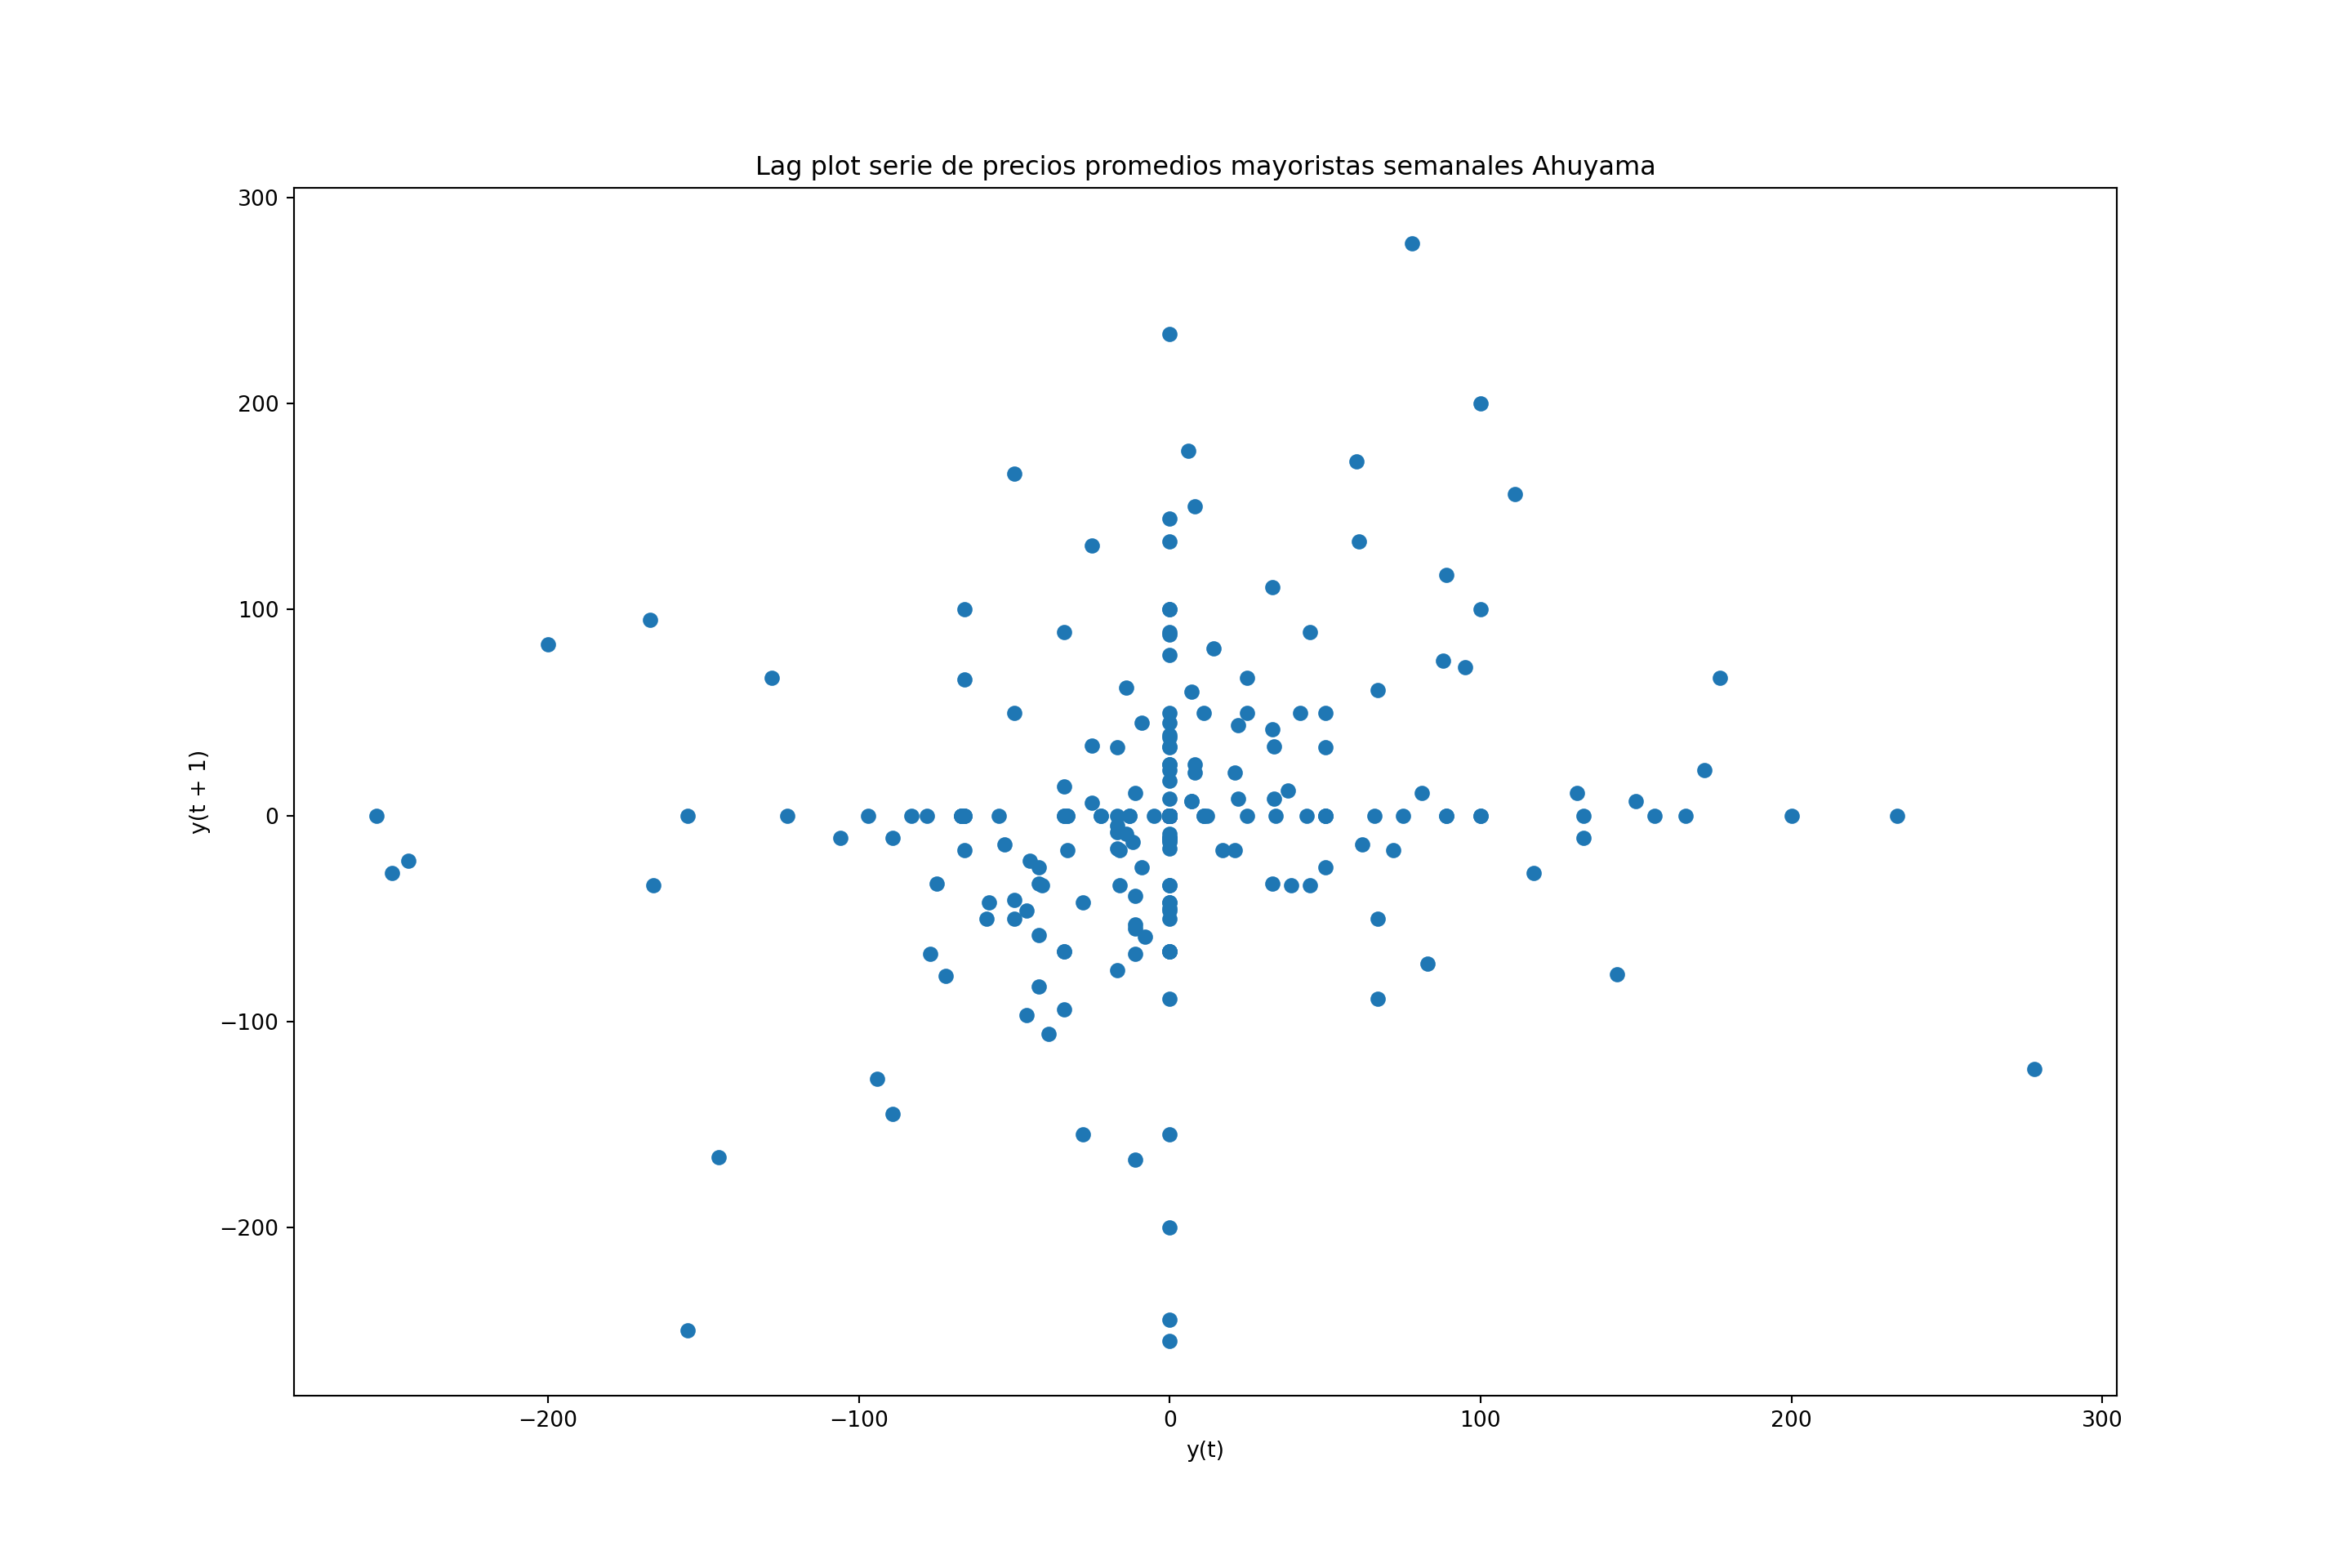 Lag plot serie de precios promedios mayoristas semanales Ahuyama
300
200
100
0
−100
−200
y(t + 1)
−200 −100 0 100 200 300
y(t)